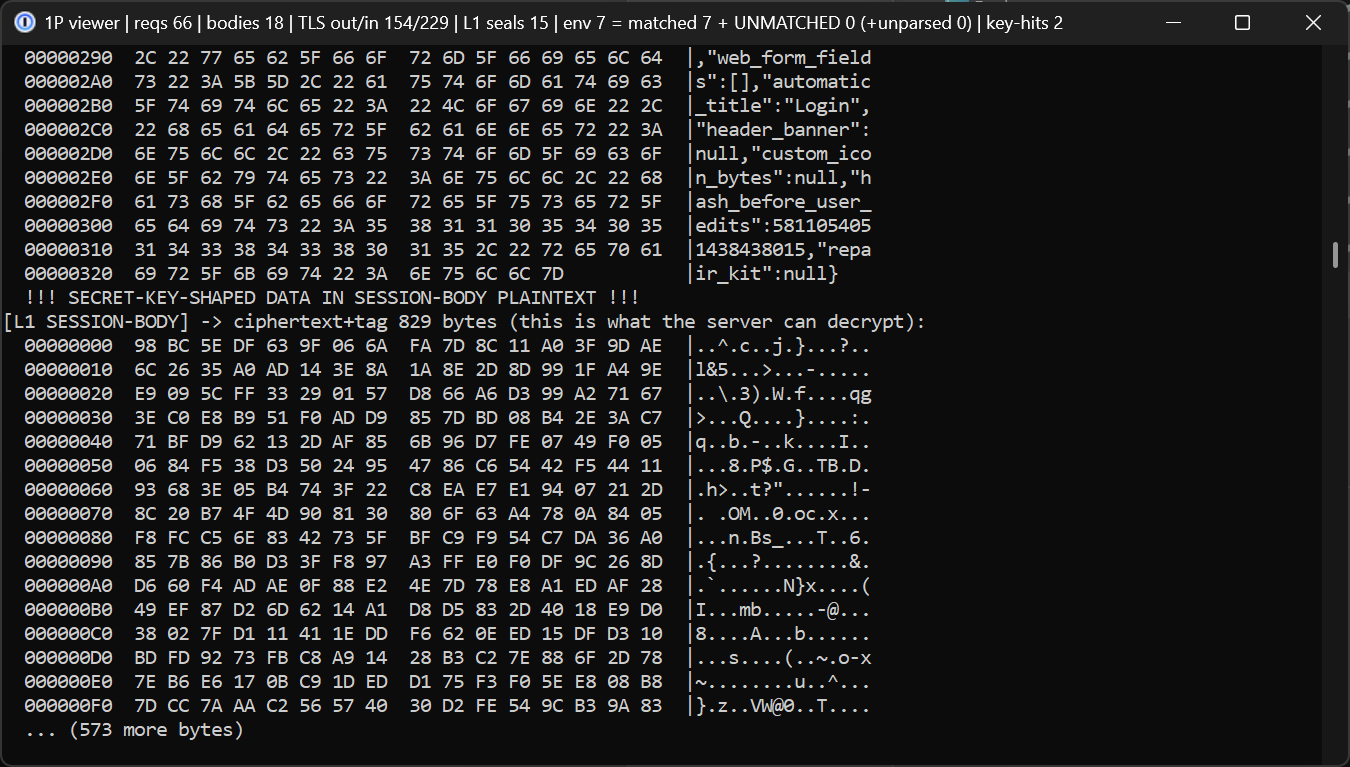 1P viewer | reqs 66 | bodies 18 | TLS out/in 154/229 | L1 seals 15 | env 7 = matched 7 + UNMATCHED 0 (+unparsed 0) | key-hits 2
00000290  2C 22 77 65 62 5F 66 6F  72 6D 5F 66 69 65 6C 64  |,"web_form_field
000002A0  73 22 3A 5B 5D 2C 22 61  75 74 6F 6D 61 74 69 63  |s":[],"automatic
000002B0  5F 74 69 74 6C 65 22 3A  22 4C 6F 67 69 6E 22 2C  |_title":"Login",
000002C0  22 68 65 61 64 65 72 5F  62 61 6E 6E 65 72 22 3A  |"header_banner":
000002D0  6E 75 6C 6C 2C 22 63 75  73 74 6F 6D 5F 69 63 6F  |null,"custom_ico
000002E0  6E 5F 62 79 74 65 73 22  3A 6E 75 6C 6C 2C 22 68  |n_bytes":null,"h
000002F0  61 73 68 5F 62 65 66 6F  72 65 5F 75 73 65 72 5F  |ash_before_user_
00000300  65 64 69 74 73 22 3A 35  38 31 31 30 35 34 30 35  |edits":581105405
00000310  31 34 33 38 34 33 38 30  31 35 2C 22 72 65 70 61  |1438438015,"repa
00000320  69 72 5F 6B 69 74 22 3A  6E 75 6C 6C 7D           |ir_kit":null}
!!! SECRET-KEY-SHAPED DATA IN SESSION-BODY PLAINTEXT !!!
[L1 SESSION-BODY] -> ciphertext+tag 829 bytes (this is what the server can decrypt):
00000000  98 BC 5E DF 63 9F 06 6A  FA 7D 8C 11 A0 3F 9D AE  |..^.c..j.}...?..
00000010  6C 26 35 A0 AD 14 3E 8A  1A 8E 2D 8D 99 1F A4 9E  |l&5...>...-.....
00000020  E9 09 5C FF 33 29 01 57  D8 66 A6 D3 99 A2 71 67  |..\.3).W.f....qg
00000030  3E C0 E8 B9 51 F0 AD D9  85 7D BD 08 B4 2E 3A C7  |>...Q....}....:.
00000040  71 BF D9 62 13 2D AF 85  6B 96 D7 FE 07 49 F0 05  |q..b.-..k....I..
00000050  06 84 F5 38 D3 50 24 95  47 86 C6 54 42 F5 44 11  |...8.P$.G..TB.D.
00000060  93 68 3E 05 B4 74 3F 22  C8 EA E7 E1 94 07 21 2D  |.h>..t?"......!-
00000070  8C 20 B7 4F 4D 90 81 30  80 6F 63 A4 78 0A 84 05  |. .OM..0.oc.x...
00000080  F8 FC C5 6E 83 42 73 5F  BF C9 F9 54 C7 DA 36 A0  |...n.Bs_...T..6.
00000090  85 7B 86 B0 D3 3F F8 97  A3 FF E0 F0 DF 9C 26 8D  |.{...?........&.
000000A0  D6 60 F4 AD AE 0F 88 E2  4E 7D 78 E8 A1 ED AF 28  |.`......N}x....(
000000B0  49 EF 87 D2 6D 62 14 A1  D8 D5 83 2D 40 18 E9 D0  |I...mb.....-@...
000000C0  38 02 7F D1 11 41 1E DD  F6 62 0E ED 15 DF D3 10  |8....A...b......
000000D0  BD FD 92 73 FB C8 A9 14  28 B3 C2 7E 88 6F 2D 78  |...s....(..~.o-x
000000E0  7E B6 E6 17 0B C9 1D ED  D1 75 F3 F0 5E E8 08 B8  |~........u..^...
000000F0  7D CC 7A AA C2 56 57 40  30 D2 FE 54 9C B3 9A 83  |}.z..VW@0..T....
... (573 more bytes)